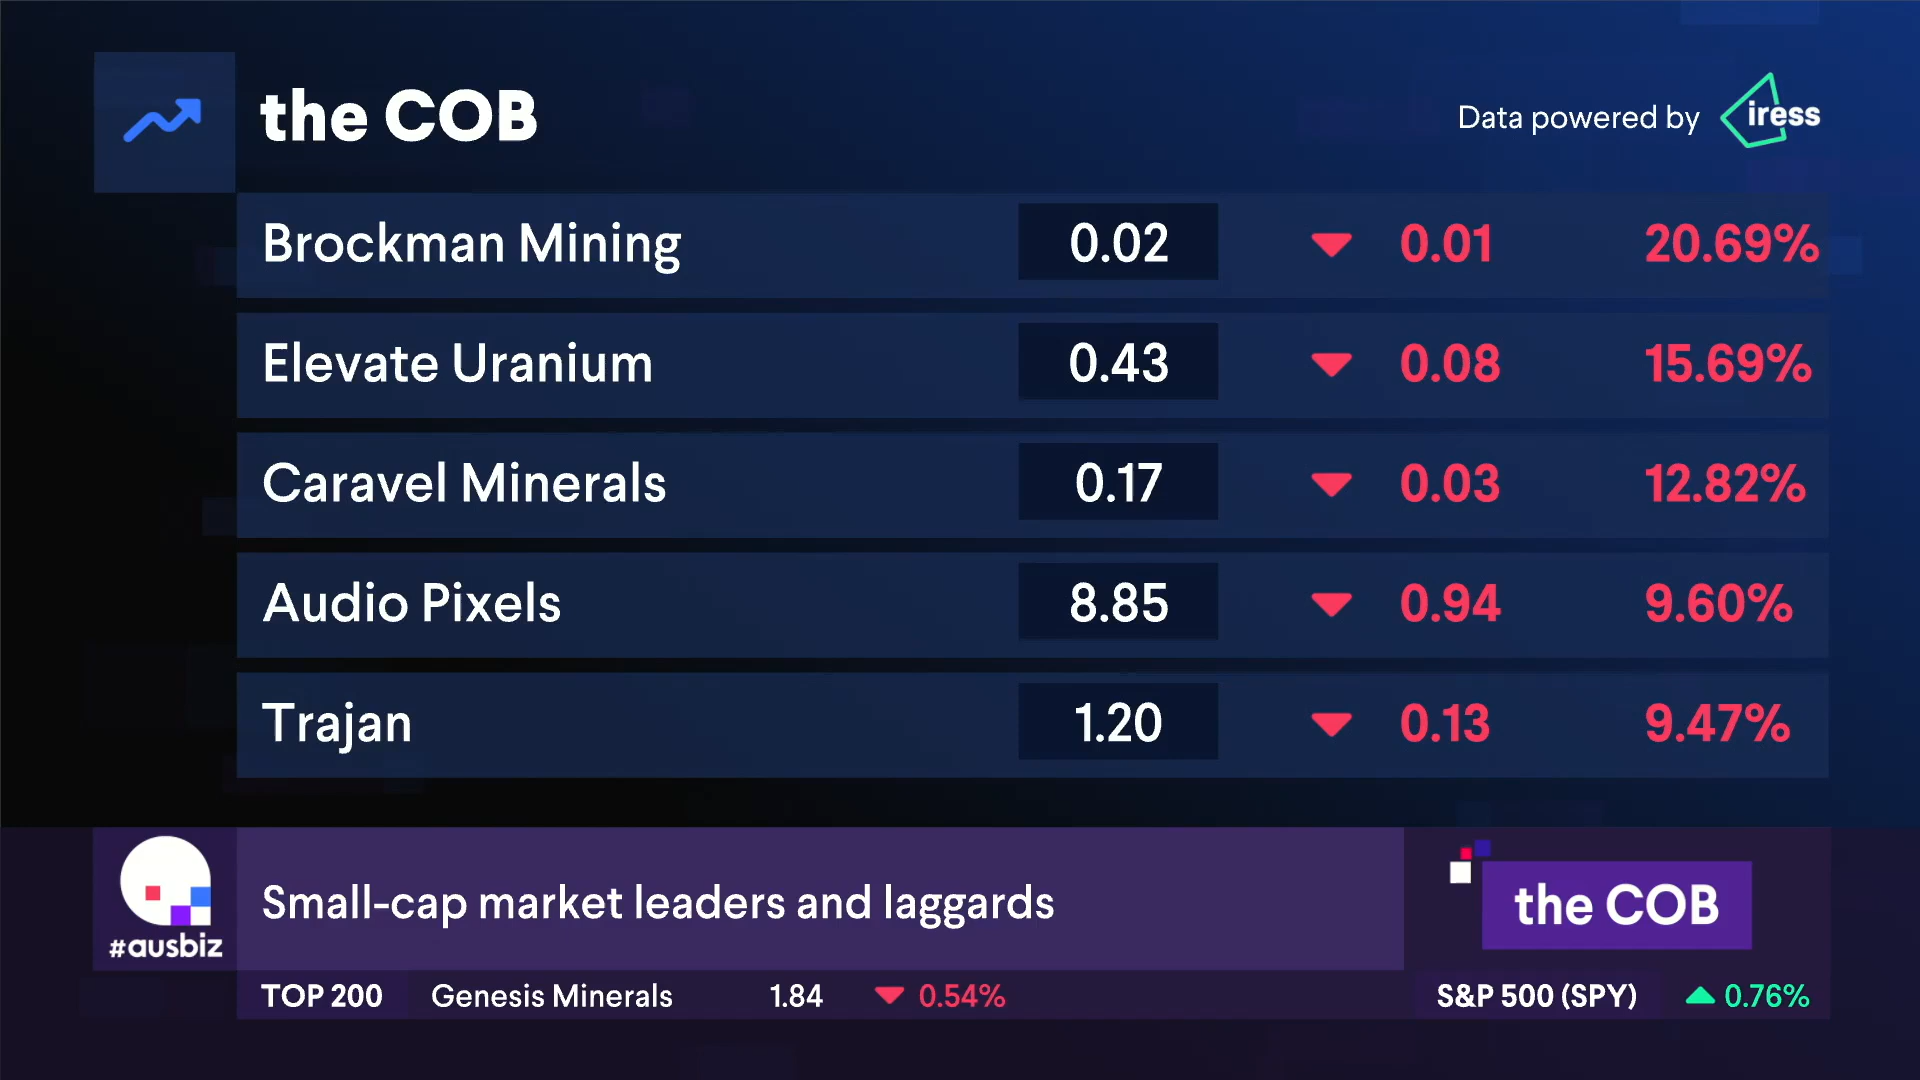 the COB
Data powered by iress
Brockman Mining 0.02 0.01 20.69%
Elevate Uranium 0.43 0.08 15.69%
Caravel Minerals 0.17 0.03 12.82%
Audio Pixels 8.85 0.94 9.60%
Trajan 1.20 0.13 9.47%
#ausbiz
Small-cap market leaders and laggards
the COB
TOP 200 Genesis Minerals 1.84 0.54% S&P 500 (SPY) 0.76%